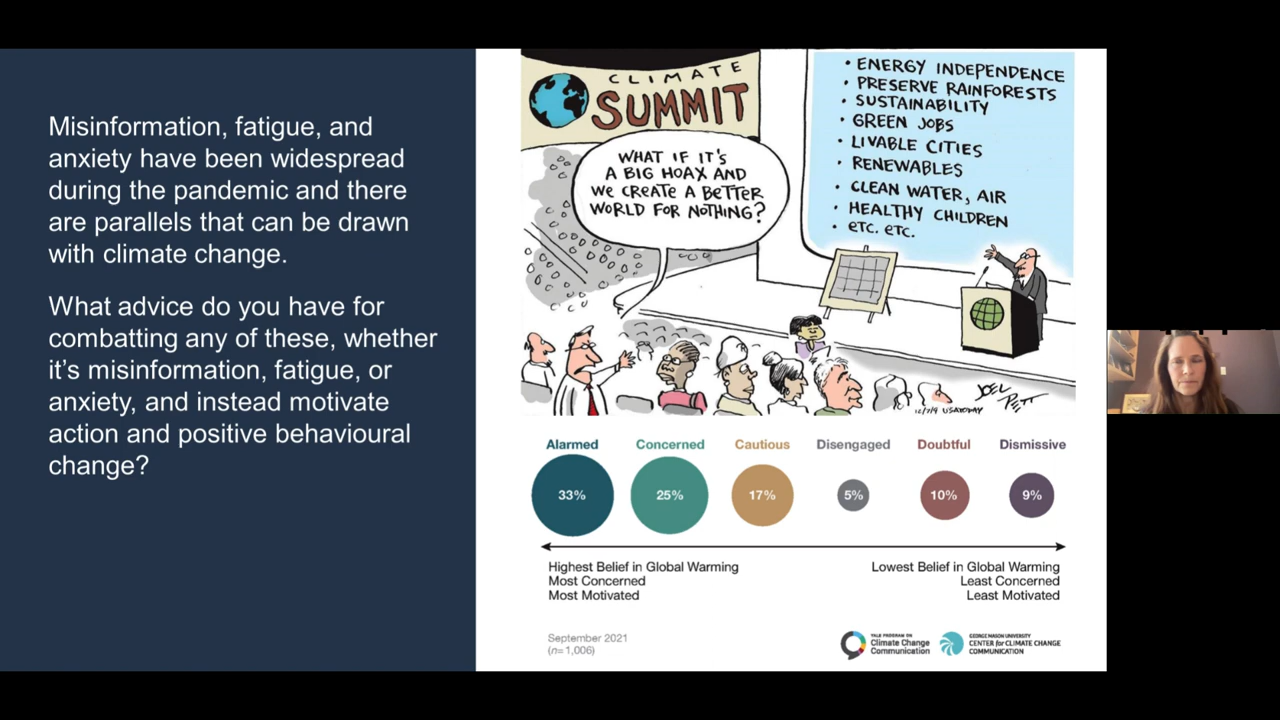 Misinformation, fatigue, and
anxiety have been widespread
during the pandemic and there
are parallels that can be drawn
with climate change.
What advice do you have for
combatting any of these, whether
it's misinformation, fatigue, or
anxiety, and instead motivate
action and positive behavioural
change?
CLIMATE
SUMMIT
WHAT IF IT'S
A BIG HOAX AND
WE CREATE A BETTER
WORLD FOR NOTHING?
• ENERGY INDEPENDENCE
• PRESERVE RAINFORESTS
• SUSTAINABILITY
• GREEN JOBS
• LIVABLE CITIES
• RENEWABLES
• CLEAN WATER, AIR
• HEALTHY CHILDREN
• ETC. ETC.
JOEL
PETT
USA TODAY
Alarmed Concerned Cautious Disengaged Doubtful Dismissive
33% 25% 17% 5% 10% 9%
Highest Belief in Global Warming
Most Concerned
Most Motivated
Lowest Belief in Global Warming
Least Concerned
Least Motivated
September 2021
(n=1,006)
YALE PROGRAM ON
Climate Change
Communication
GEORGE MASON UNIVERSITY
CENTER for CLIMATE CHANGE
COMMUNICATION